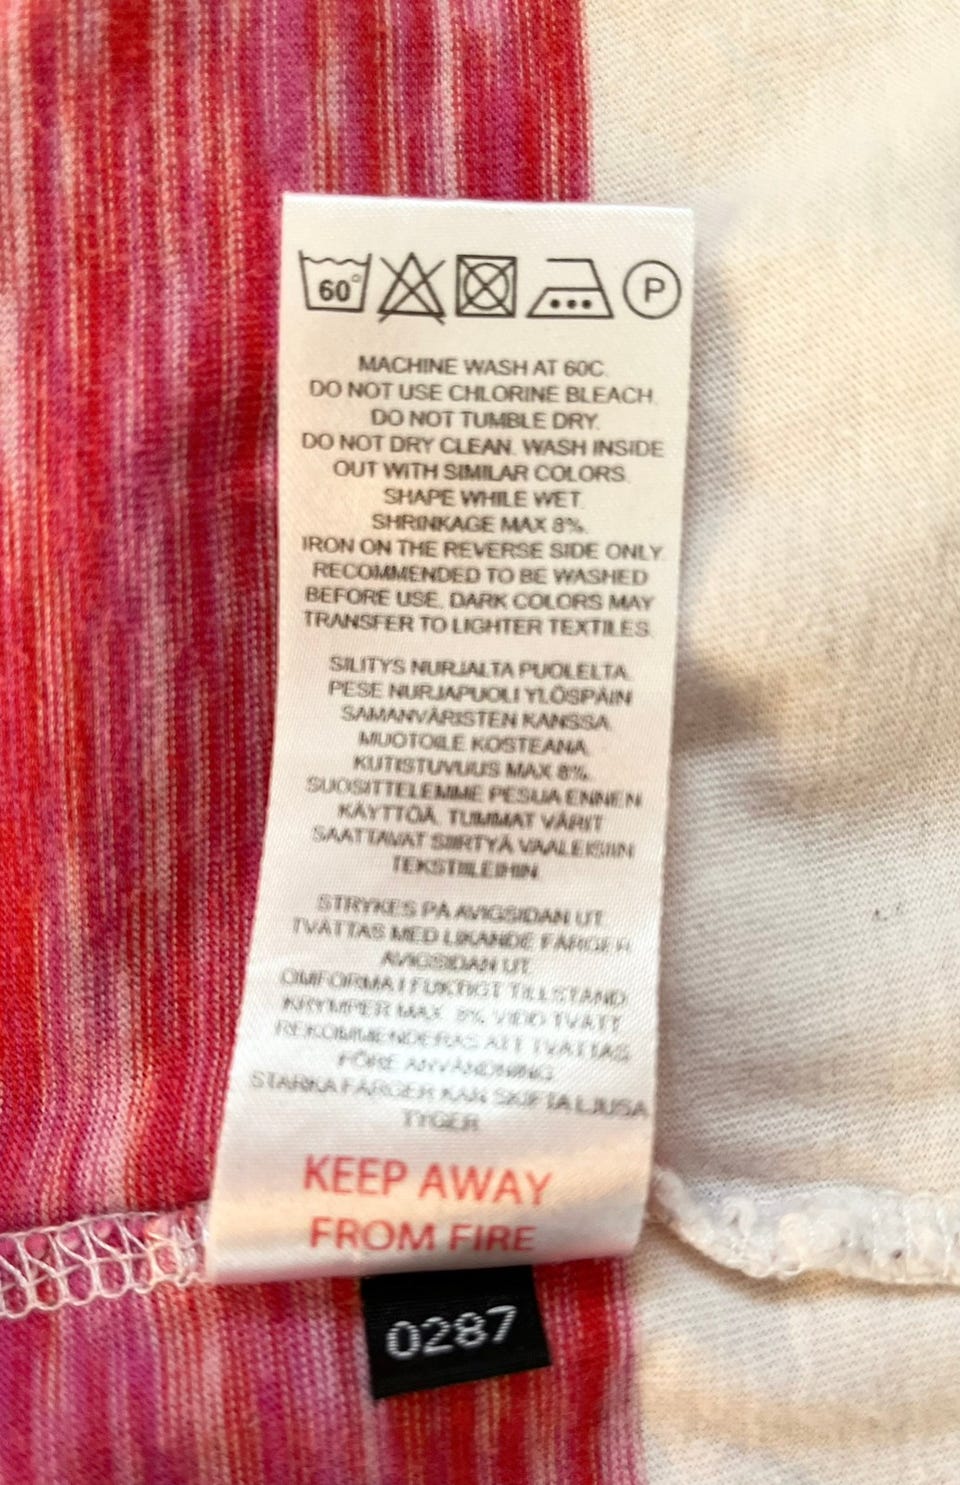 60°
P
MACHINE WASH AT 60C.
DO NOT USE CHLORINE BLEACH.
DO NOT TUMBLE DRY.
DO NOT DRY CLEAN. WASH INSIDE
OUT WITH SIMILAR COLORS.
SHAPE WHILE WET.
SHRINKAGE MAX 8%.
IRON ON THE REVERSE SIDE ONLY.
RECOMMENDED TO BE WASHED
BEFORE USE. DARK COLORS MAY
TRANSFER TO LIGHTER TEXTILES.
SILITYS NURJALTA PUOLELTA.
PESE NURJAPUOLI YLÖSPÄIN
SAMANVÄRISTEN KANSSA.
MUOTOILE KOSTEANA.
KUTISTUVUUS MAX 8%.
SUOSITTELEMME PESUA ENNEN
KÄYTTÖÄ. TUMMAT VÄRIT
SAATTAVAT SIIRTYÄ VAALEISIIN
TEKSTIILEIHIN.
STRYKES PÅ AVIGSIDAN UT.
TVÄTTAS MED LIKANDE FÄRGER
AVIGSIDAN UT.
OMFORMA I FUKTIGT TILLSTÅND.
KRYMPER MAX. 8% VID TVÄTT.
REKOMMENDERAS ATT TVÄTTAS
FÖRE ANVÄNDNING.
STARKA FÄRGER KAN SKIFTA LJUSA
TYGER
KEEP AWAY
FROM FIRE
0287